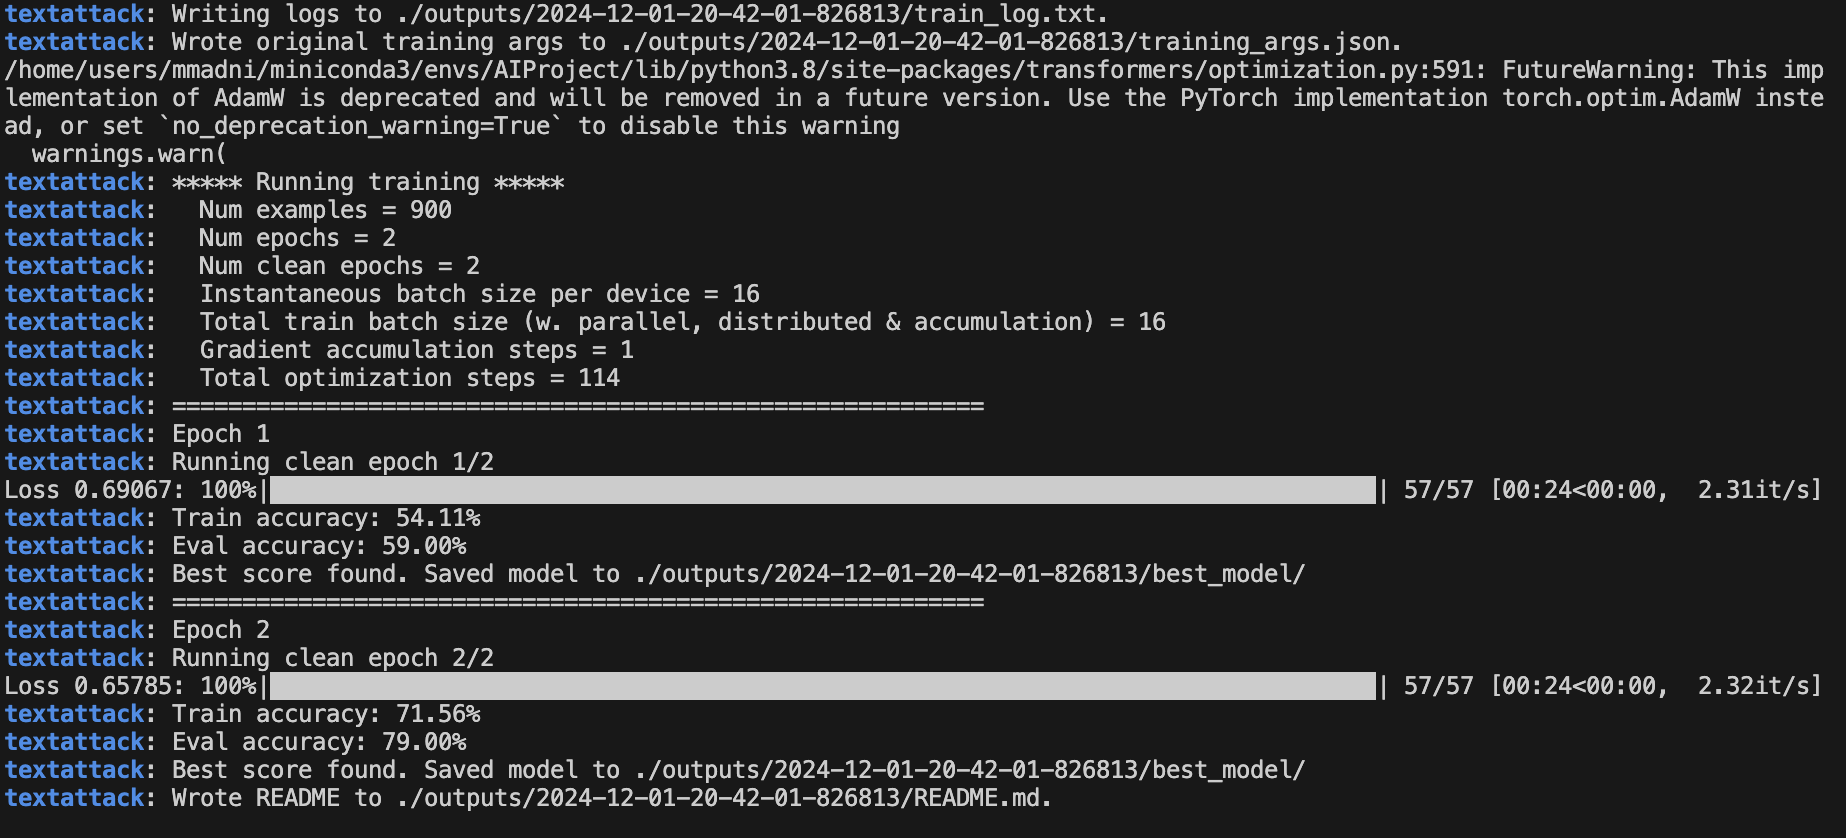 textattack: Writing logs to ./outputs/2024-12-01-20-42-01-826813/train_log.txt.
textattack: Wrote original training args to ./outputs/2024-12-01-20-42-01-826813/training_args.json.
/home/users/mmadni/miniconda3/envs/AIProject/lib/python3.8/site-packages/transformers/optimization.py:591: FutureWarning: This imp
lementation of AdamW is deprecated and will be removed in a future version. Use the PyTorch implementation torch.optim.AdamW inste
ad, or set `no_deprecation_warning=True` to disable this warning
  warnings.warn(
textattack: ***** Running training *****
textattack:   Num examples = 900
textattack:   Num epochs = 2
textattack:   Num clean epochs = 2
textattack:   Instantaneous batch size per device = 16
textattack:   Total train batch size (w. parallel, distributed & accumulation) = 16
textattack:   Gradient accumulation steps = 1
textattack:   Total optimization steps = 114
textattack: ==========================================================
textattack: Epoch 1
textattack: Running clean epoch 1/2
Loss 0.69067: 100%|███████████████████████████████| 57/57 [00:24<00:00,  2.31it/s]
textattack: Train accuracy: 54.11%
textattack: Eval accuracy: 59.00%
textattack: Best score found. Saved model to ./outputs/2024-12-01-20-42-01-826813/best_model/
textattack: ==========================================================
textattack: Epoch 2
textattack: Running clean epoch 2/2
Loss 0.65785: 100%|███████████████████████████████| 57/57 [00:24<00:00,  2.32it/s]
textattack: Train accuracy: 71.56%
textattack: Eval accuracy: 79.00%
textattack: Best score found. Saved model to ./outputs/2024-12-01-20-42-01-826813/best_model/
textattack: Wrote README to ./outputs/2024-12-01-20-42-01-826813/README.md.